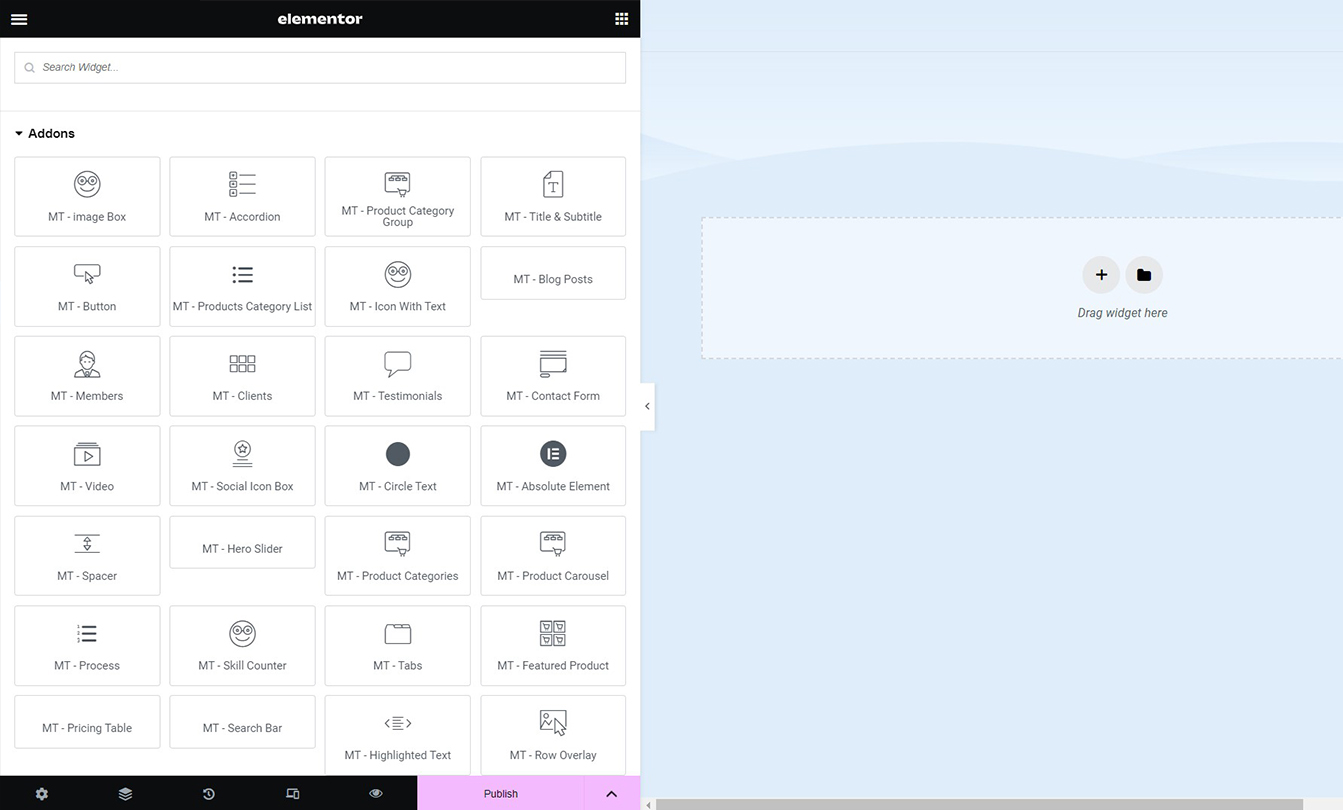 elementor
Search Widget...
Addons
MT - image Box
MT - Accordion
MT - Product Category
Group
MT - Title & Subtitle
MT - Button
MT - Products Category List
MT - Icon With Text
MT - Blog Posts
MT - Members
MT - Clients
MT - Testimonials
MT - Contact Form
MT - Video
MT - Social Icon Box
MT - Circle Text
MT - Absolute Element
MT - Spacer
MT - Hero Slider
MT - Product Categories
MT - Product Carousel
MT - Process
MT - Skill Counter
MT - Tabs
MT - Featured Product
MT - Pricing Table
MT - Search Bar
MT - Highlighted Text
MT - Row Overlay
Publish
Drag widget here